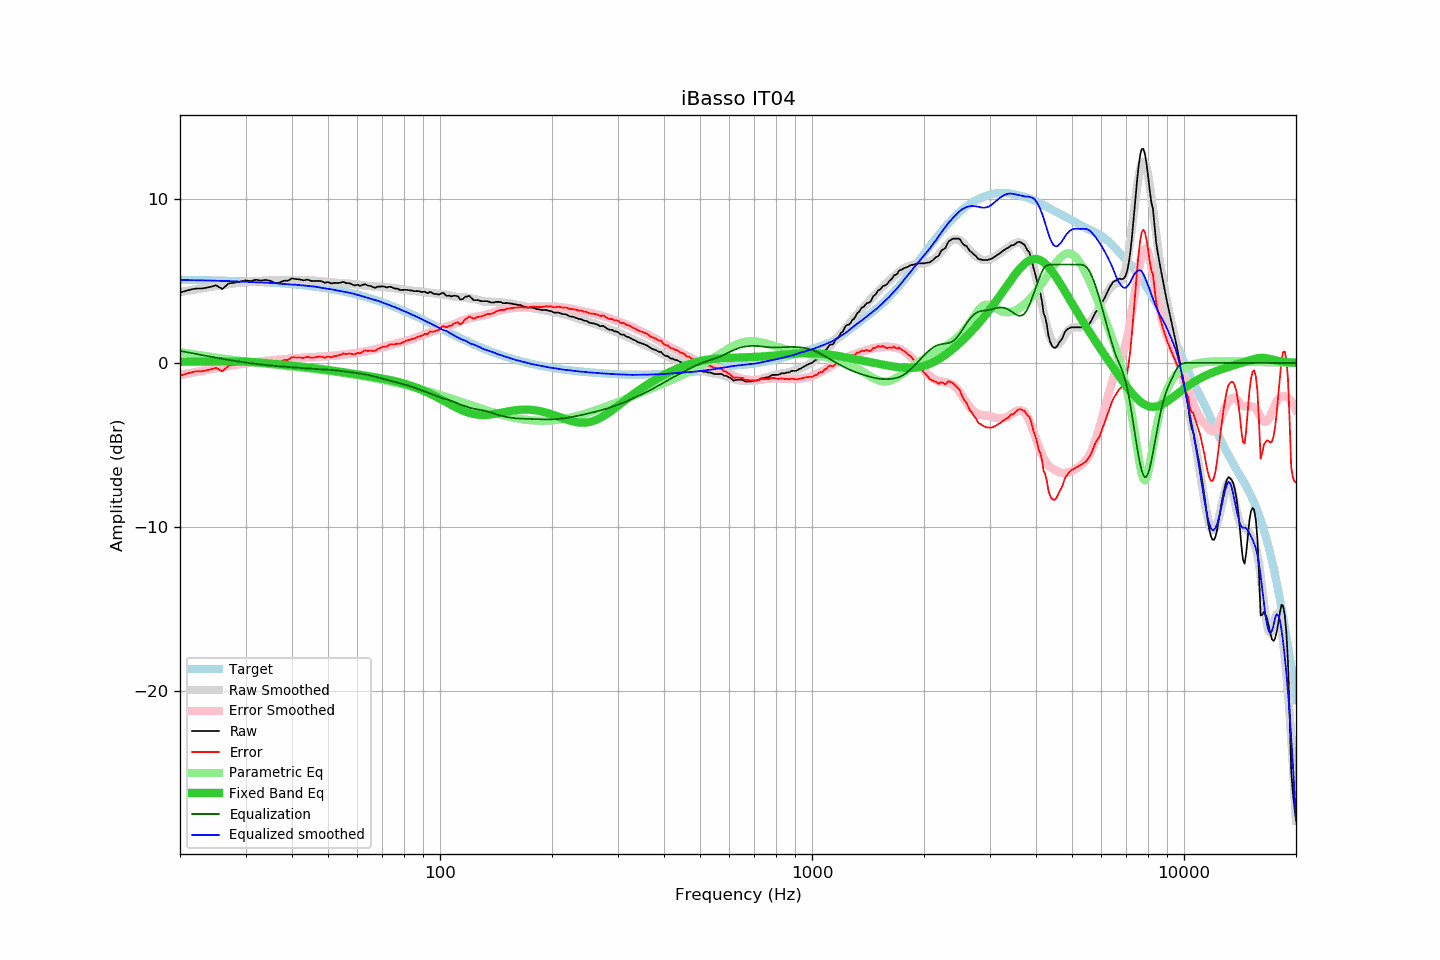 iBasso IT04
Amplitude (dBr)
10
0
−10
−20
Target
Raw Smoothed
Error Smoothed
Raw
Error
Parametric Eq
Fixed Band Eq
Equalization
Equalized smoothed
100 1000 10000
Frequency (Hz)